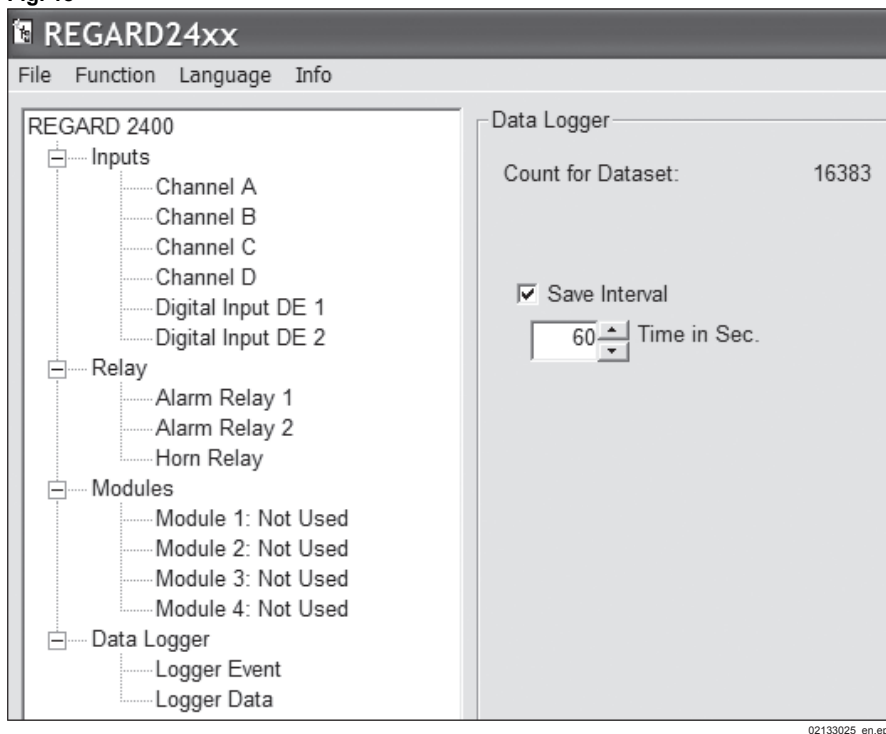 REGARD24xx
File Function Language Info
REGARD 2400
Inputs
Channel A
Channel B
Channel C
Channel D
Digital Input DE 1
Digital Input DE 2
Relay
Alarm Relay 1
Alarm Relay 2
Horn Relay
Modules
Module 1: Not Used
Module 2: Not Used
Module 3: Not Used
Module 4: Not Used
Data Logger
Logger Event
Logger Data
Data Logger
Count for Dataset: 16383
Save Interval
60 Time in Sec.